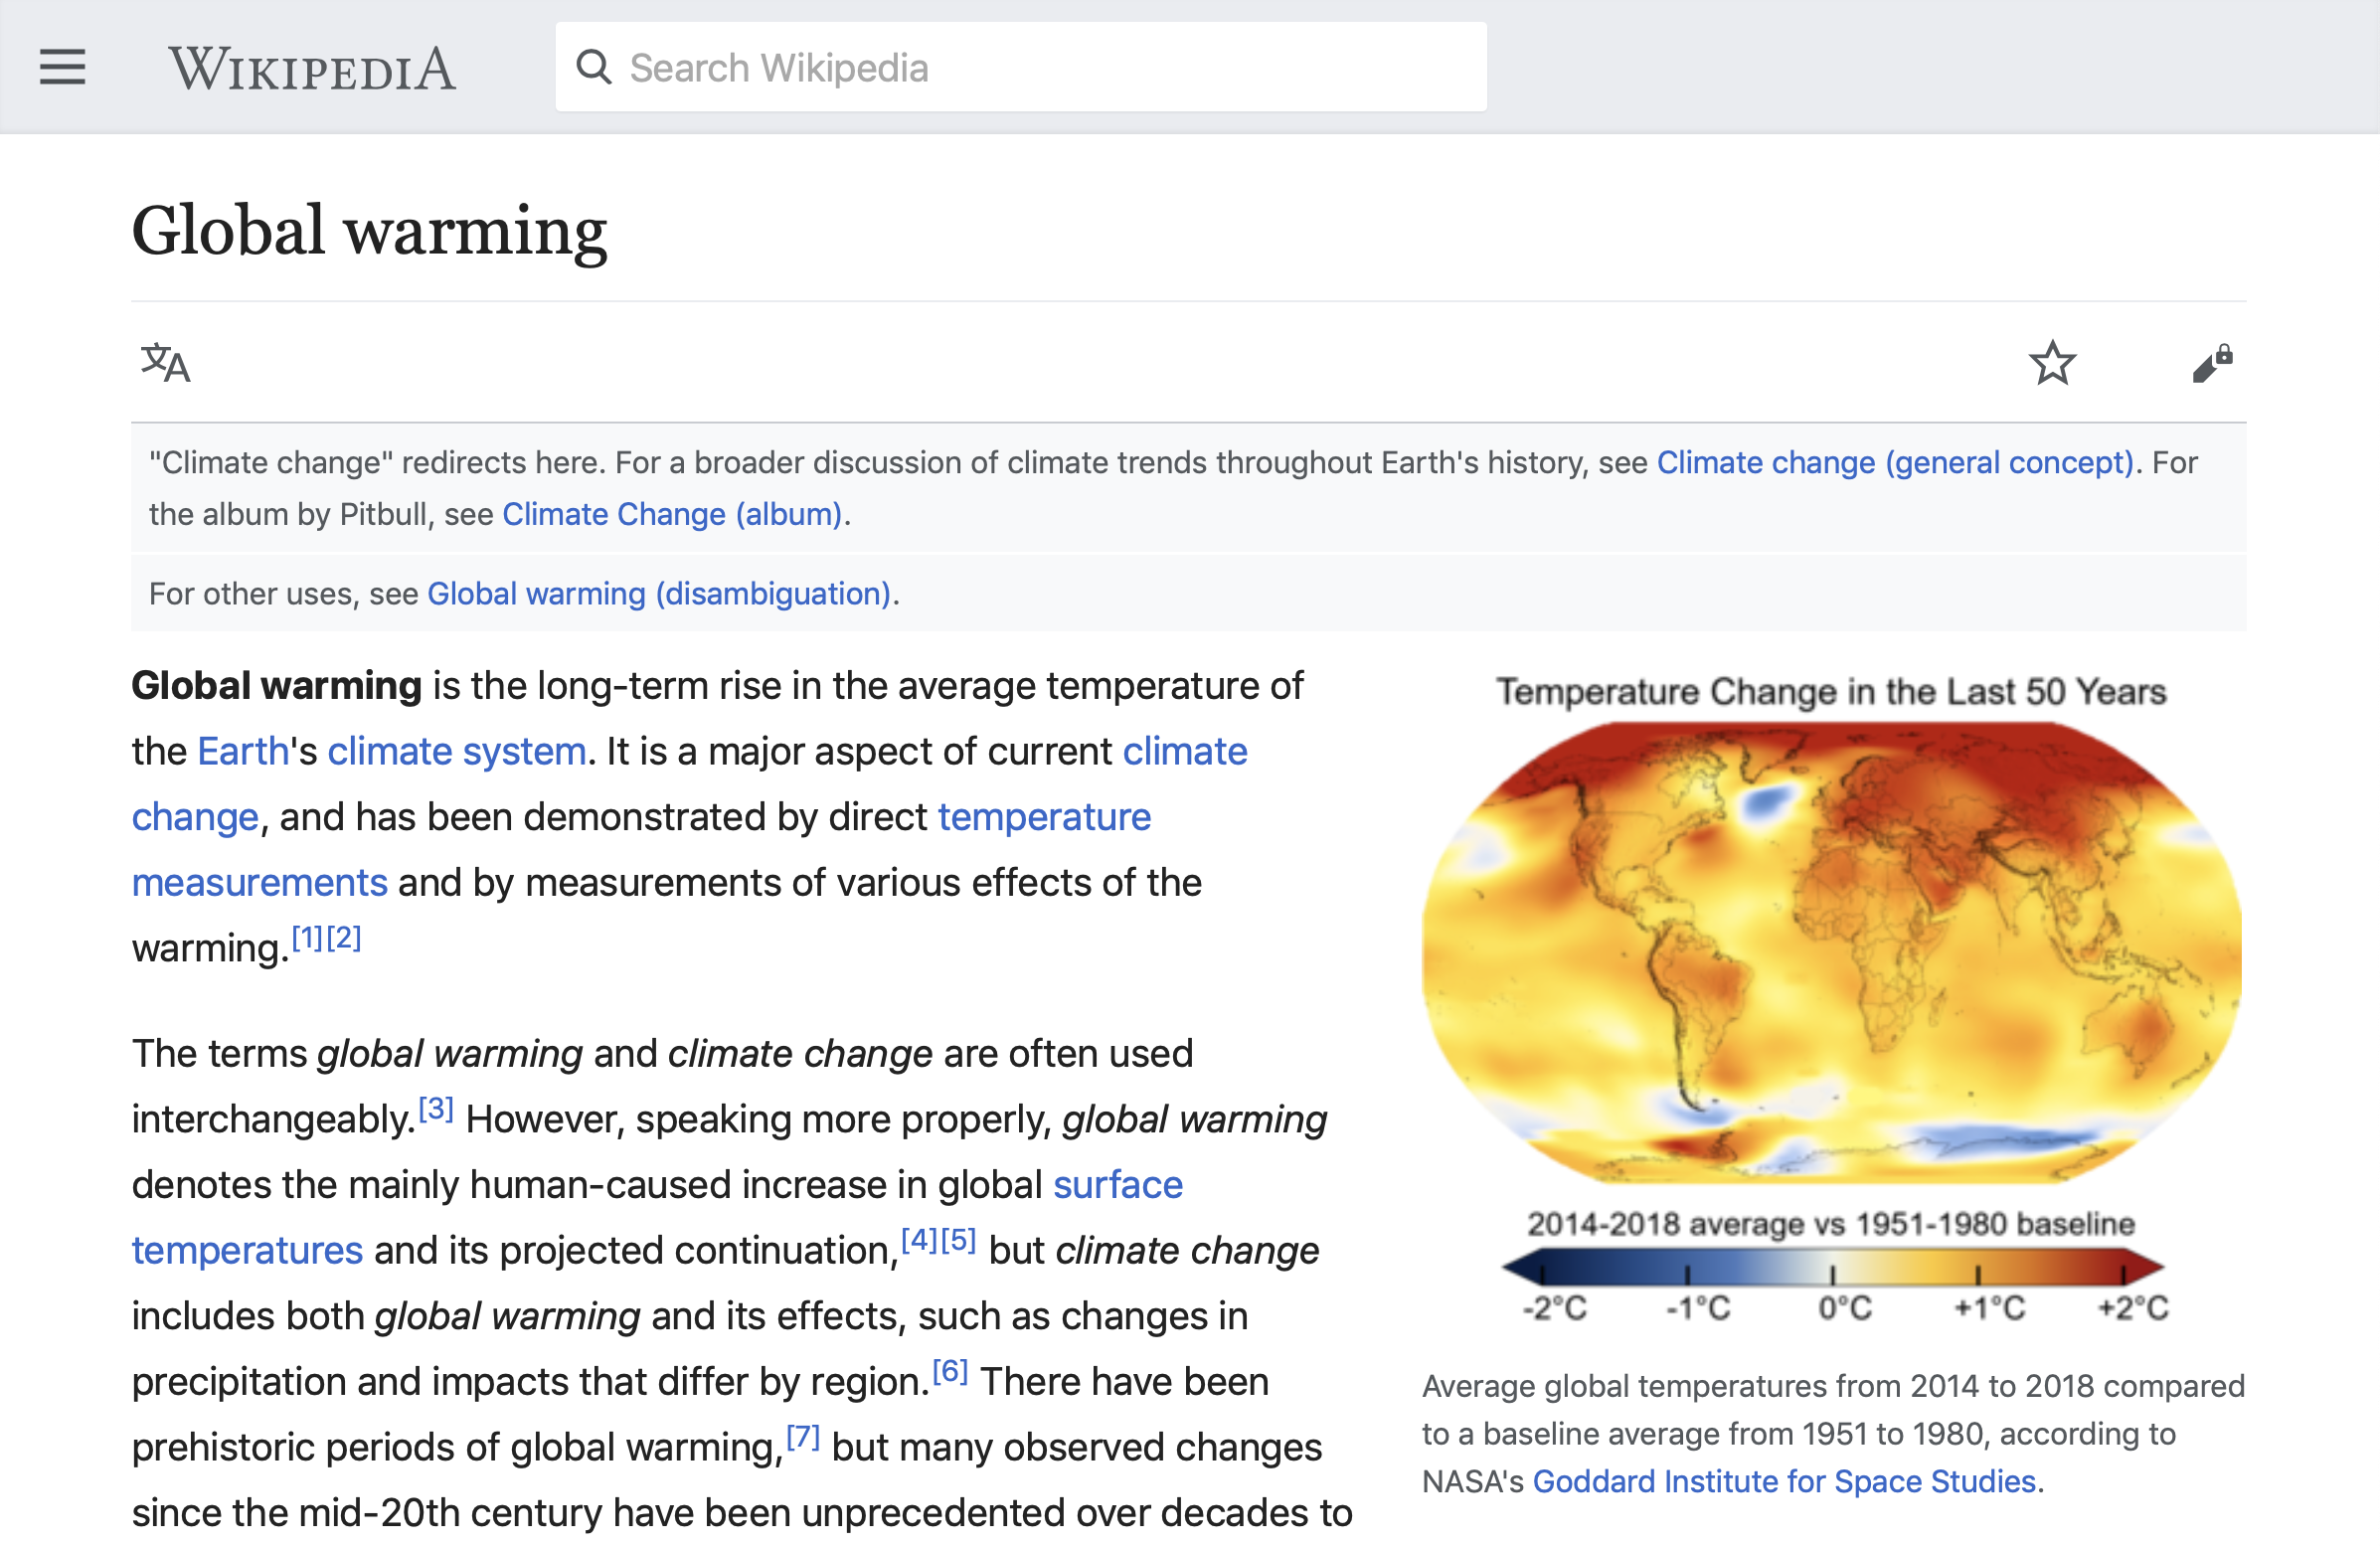 WIKIPEDIA
Search Wikipedia
Global warming
"Climate change" redirects here. For a broader discussion of climate trends throughout Earth's history, see Climate change (general concept). For
the album by Pitbull, see Climate Change (album).
For other uses, see Global warming (disambiguation).
Global warming is the long-term rise in the average temperature of
the Earth's climate system. It is a major aspect of current climate
change, and has been demonstrated by direct temperature
measurements and by measurements of various effects of the
warming.[1][2]
The terms global warming and climate change are often used
interchangeably.[3] However, speaking more properly, global warming
denotes the mainly human-caused increase in global surface
temperatures and its projected continuation,[4][5] but climate change
includes both global warming and its effects, such as changes in
precipitation and impacts that differ by region.[6] There have been
prehistoric periods of global warming,[7] but many observed changes
since the mid-20th century have been unprecedented over decades to
Temperature Change in the Last 50 Years
2014-2018 average vs 1951-1980 baseline
-2°C -1°C 0°C +1°C +2°C
Average global temperatures from 2014 to 2018 compared
to a baseline average from 1951 to 1980, according to
NASA's Goddard Institute for Space Studies.